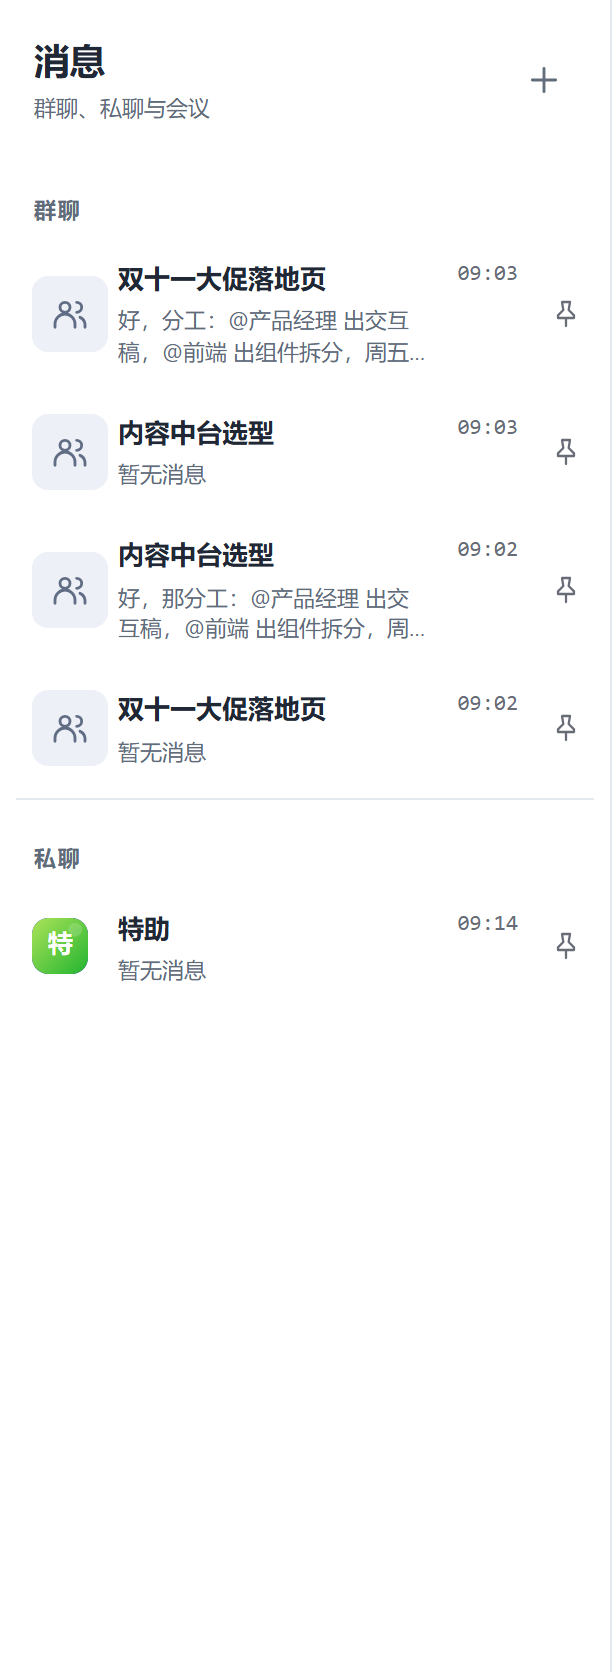 消息
群聊、私聊与会议
群聊
双十一大促落地页
09:03
好，分工：@产品经理 出交互
稿，@前端 出组件拆分，周五...
内容中台选型
09:03
暂无消息
内容中台选型
09:02
好，那分工：@产品经理 出交
互稿，@前端 出组件拆分，周...
双十一大促落地页
09:02
暂无消息
私聊
特
特助
09:14
暂无消息